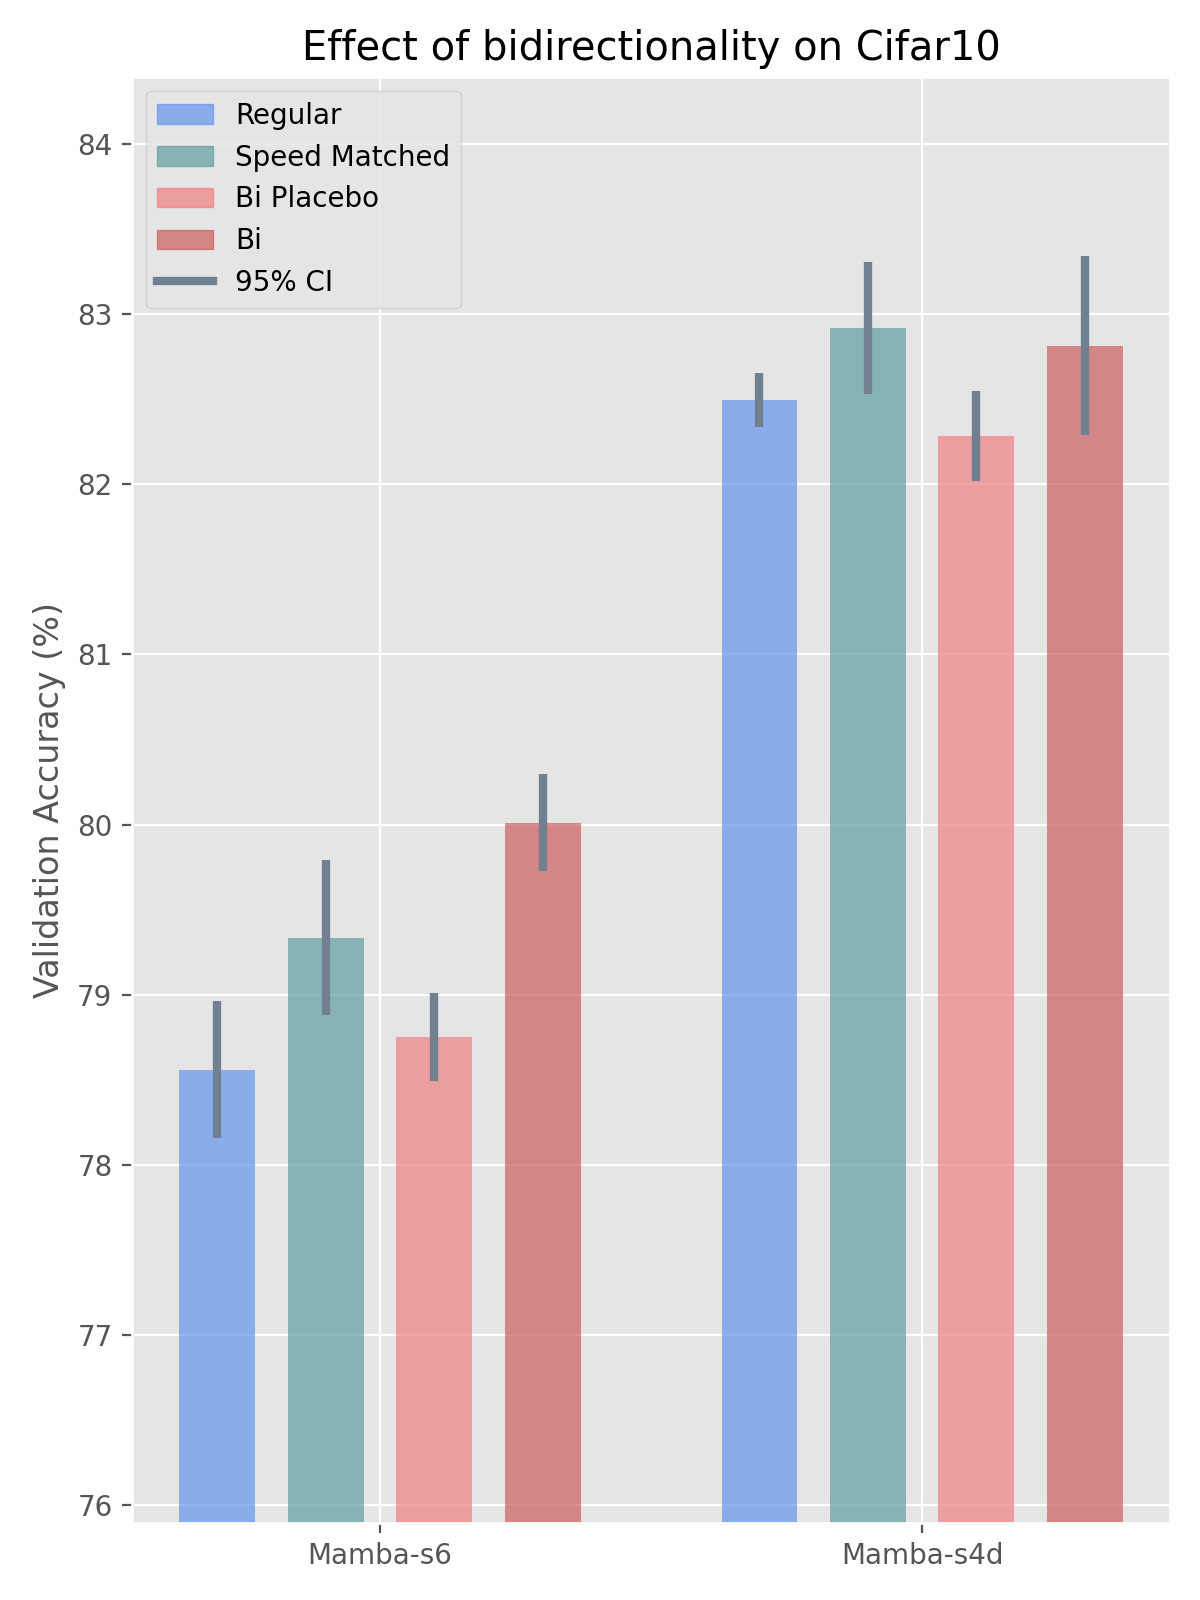 Effect of bidirectionality on Cifar10
Regular
Speed Matched
Bi Placebo
Bi
95% CI
84
83
82
81
80
79
78
77
76
Validation Accuracy (%)
Mamba-s6
Mamba-s4d